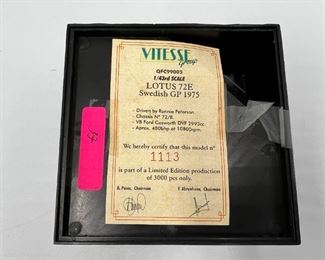 VITESSE
group
QFC99005
1/43rd SCALE
LOTUS 72E
Swedish GP 1975
- Driven by Ronnie Peterson.
- Chassis Nº 72/8.
- V8 Ford Cosworth DVF 2993cc.
- Aprox. 480bhp at 10800rpm.
We hereby certify that this model nº
1113
is part of a Limited Edition production
of 3000 pcs only.